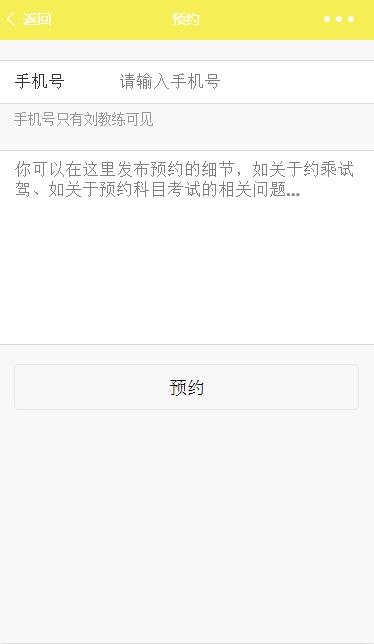 返回
预约
手机号
请输入手机号
手机号只有刘教练可见
你可以在这里发布预约的细节，如关于约乘试
驾、如关于预约科目考试的相关问题...
预约